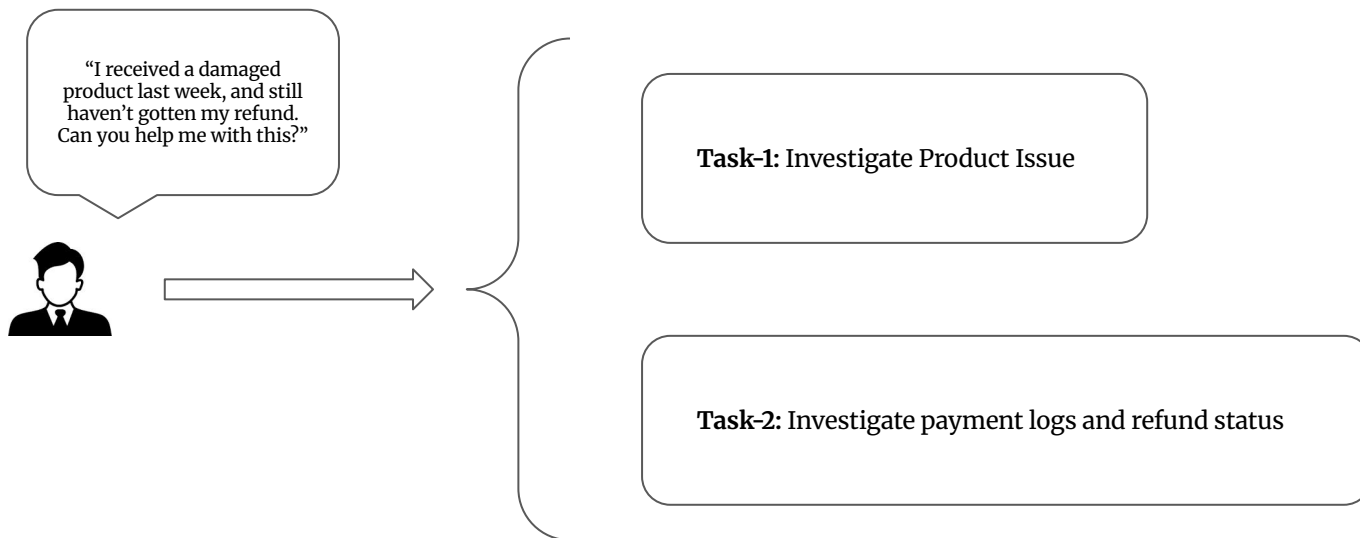 “I received a damaged
product last week, and still
haven’t gotten my refund.
Can you help me with this?”
Task-1: Investigate Product Issue
Task-2: Investigate payment logs and refund status